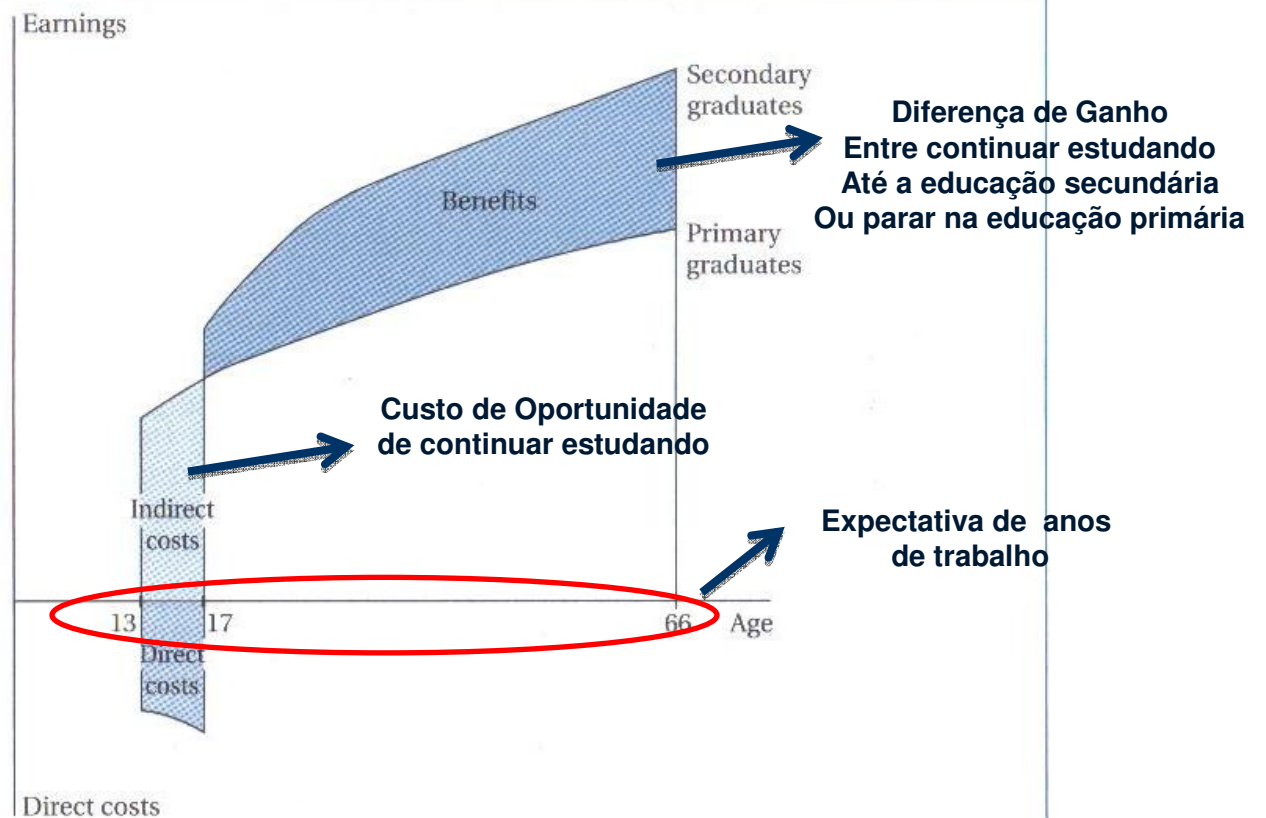 Earnings
Secondary
graduates
Diferença de Ganho
Entre continuar estudando
Até a educação secundária
Ou parar na educação primária
Benefits
Primary
graduates
Custo de Oportunidade
de continuar estudando
Indirect
costs
Expectativa de anos
de trabalho
13
17
66
Age
Direct
costs
Direct costs